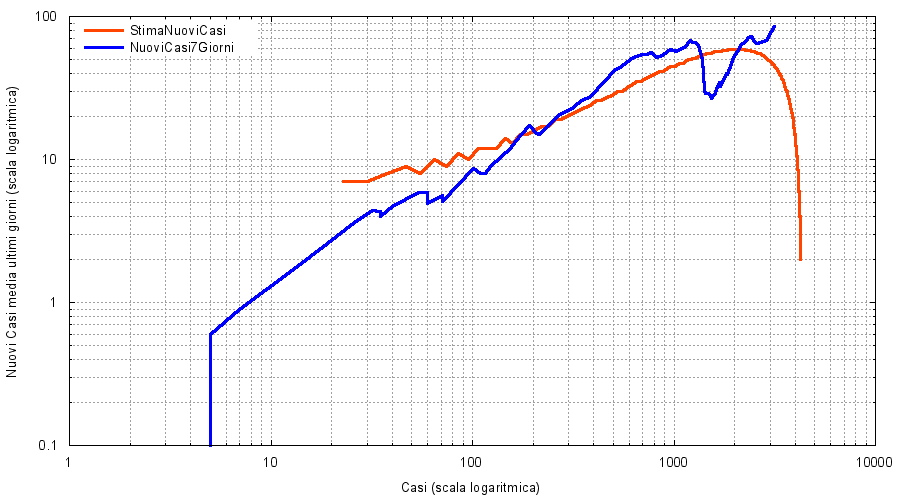 100
StimaNuoviCasi
NuoviCasi7Giorni
10
1
0.1
Nuovi Casi media ultimi giorni (scala logaritmica)
1 10 100 1000 10000
Casi (scala logaritmica)